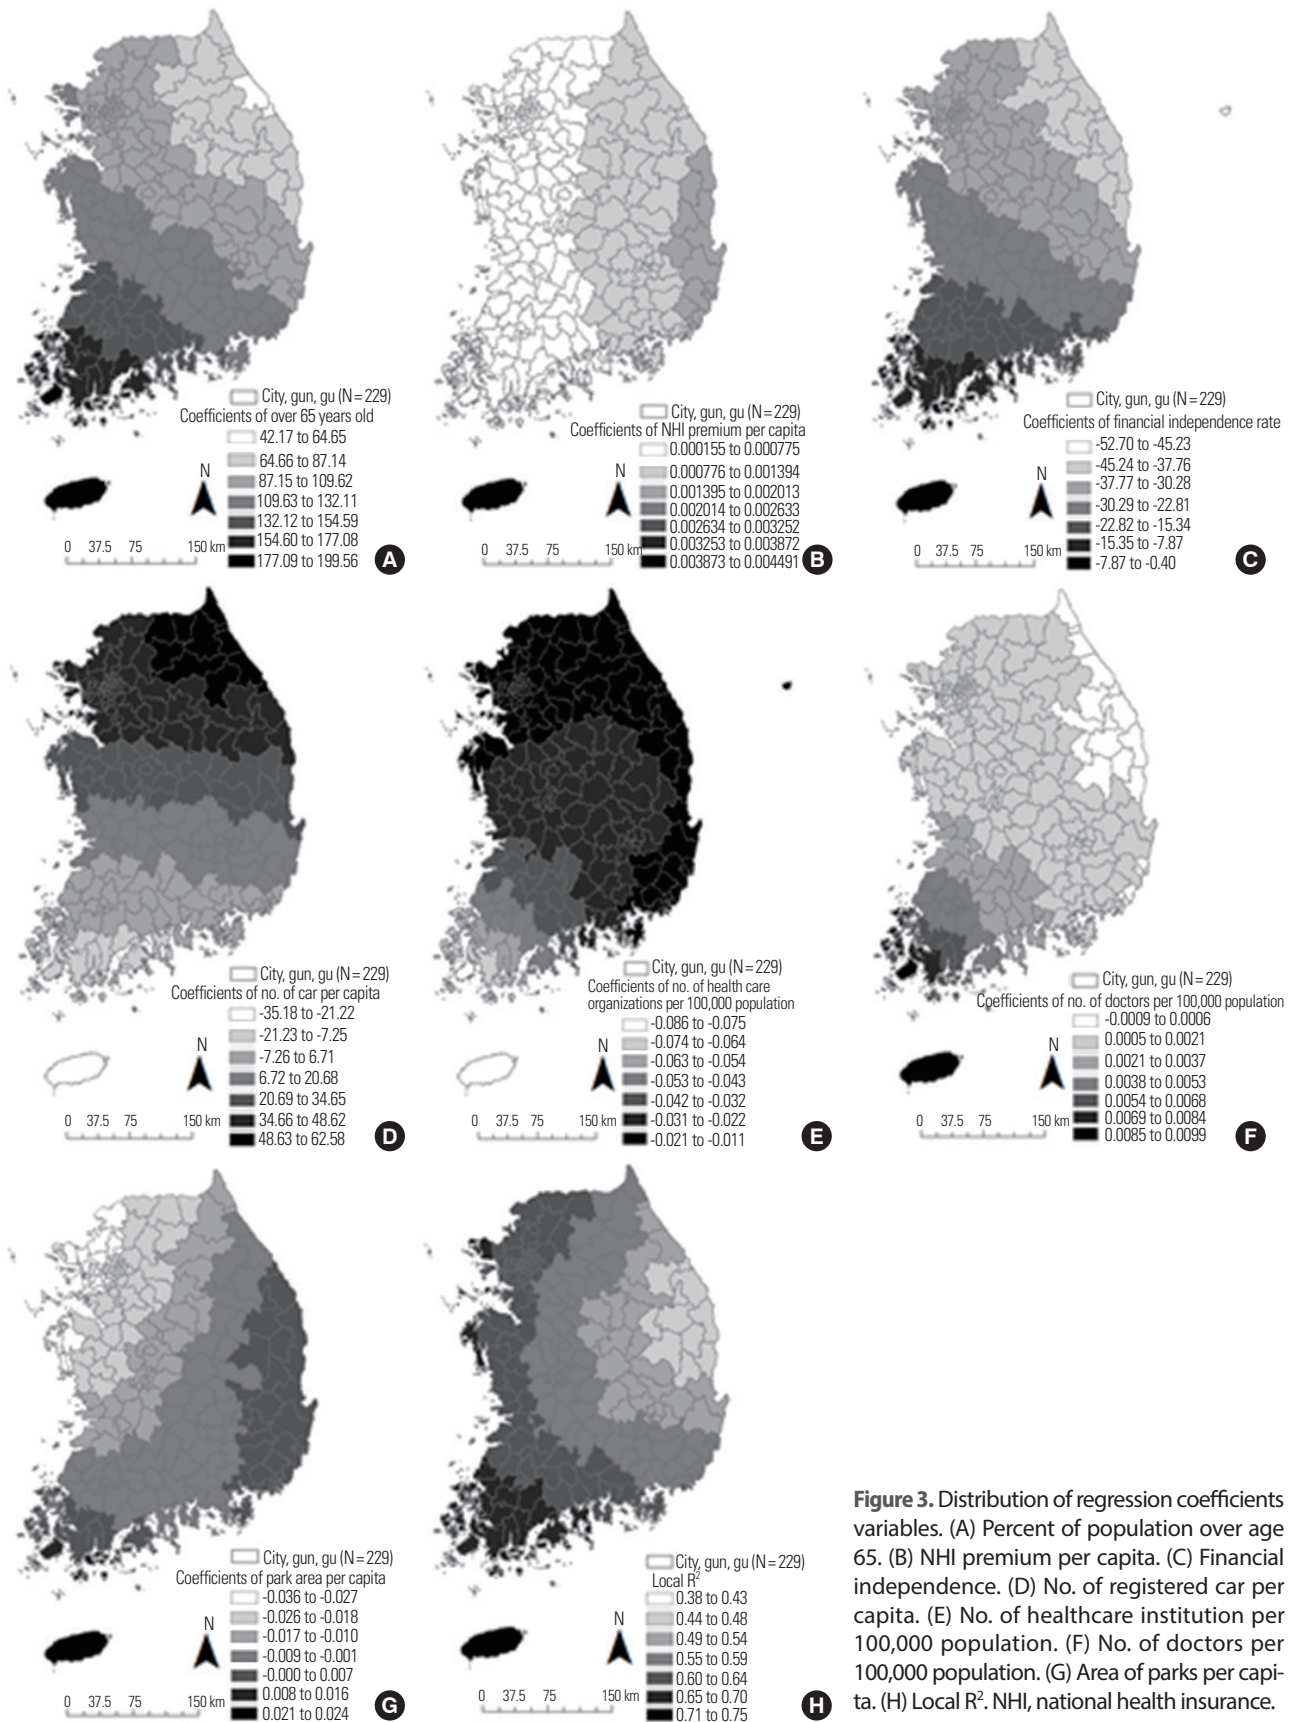 City, gun, gu (N=229)
Coefficients of over 65 years old
42.17 to 64.65
64.66 to 87.14
87.15 to 109.62
109.63 to 132.11
132.12 to 154.59
154.60 to 177.08
177.09 to 199.56
N
0 37.5 75 150 km
A
City, gun, gu (N=229)
Coefficients of NHI premium per capita
0.000155 to 0.000775
0.000776 to 0.001394
0.001395 to 0.002013
0.002014 to 0.002633
0.002634 to 0.003252
0.003253 to 0.003872
0.003873 to 0.004491
N
0 37.5 75 150 km
B
City, gun, gu (N=229)
Coefficients of financial independence rate
-52.70 to -45.23
-45.24 to -37.76
-37.77 to -30.28
-30.29 to -22.81
-22.82 to -15.34
-15.35 to -7.87
-7.87 to -0.40
N
0 37.5 75 150 km
C
City, gun, gu (N=229)
Coefficients of no. of car per capita
-35.18 to -21.22
-21.23 to -7.25
-7.26 to 6.71
6.72 to 20.68
20.69 to 34.65
34.66 to 48.62
48.63 to 62.58
N
0 37.5 75 150 km
D
City, gun, gu (N=229)
Coefficients of no. of health care
organizations per 100,000 population
-0.086 to -0.075
-0.074 to -0.064
-0.063 to -0.054
-0.053 to -0.043
-0.042 to -0.032
-0.031 to -0.022
-0.021 to -0.011
N
0 37.5 75 150 km
E
City, gun, gu (N=229)
Coefficients of no. of doctors per 100,000 population
-0.0009 to 0.0006
0.0005 to 0.0021
0.0021 to 0.0037
0.0038 to 0.0053
0.0054 to 0.0068
0.0069 to 0.0084
0.0085 to 0.0099
N
0 37.5 75 150 km
F
City, gun, gu (N=229)
Coefficients of park area per capita
-0.036 to -0.027
-0.026 to -0.018
-0.017 to -0.010
-0.009 to -0.001
-0.000 to 0.007
0.008 to 0.016
0.021 to 0.024
N
0 37.5 75 150 km
G
City, gun, gu (N=229)
Local R²
0.38 to 0.43
0.44 to 0.48
0.49 to 0.54
0.55 to 0.59
0.60 to 0.64
0.65 to 0.70
0.71 to 0.75
N
0 37.5 75 150 km
H
Figure 3. Distribution of regression coefficients
variables. (A) Percent of population over age
65. (B) NHI premium per capita. (C) Financial
independence. (D) No. of registered car per
capita. (E) No. of healthcare institution per
100,000 population. (F) No. of doctors per
100,000 population. (G) Area of parks per capi-
ta. (H) Local R². NHI, national health insurance.